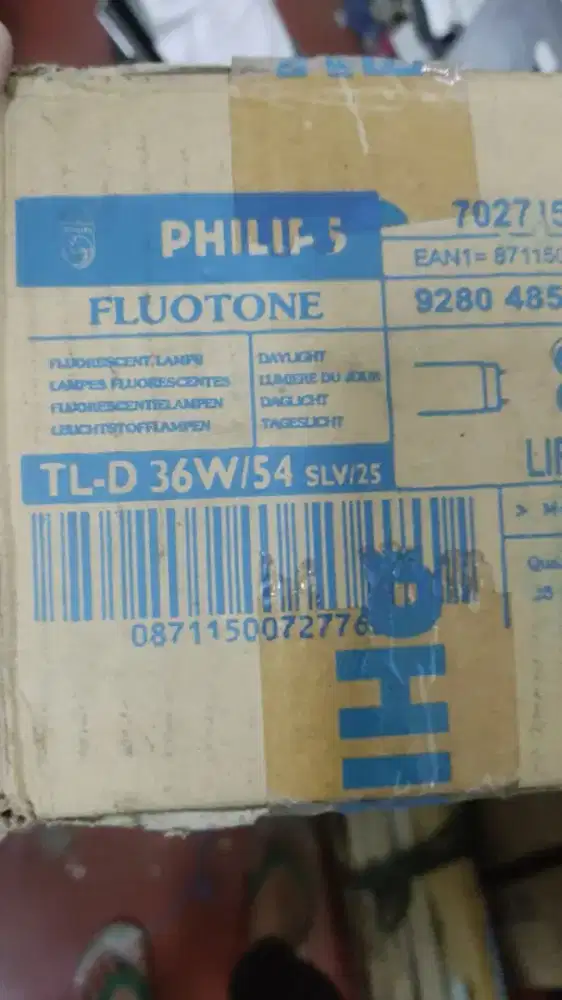 PHILIPS
7027
EAN1= 871150
FLUOTONE
9280 485
FLUORESCENT LAMPS
LAMPES FLUORESCENTES
FLUORESCENTIELAMPEN
LEUCHTSTOFFLAMPEN
DAYLIGHT
LUMIERE DU JOUR
DAGLICHT
TAGESLICHT
TL-D 36W/54 SLV/25
0871150072776
PHI